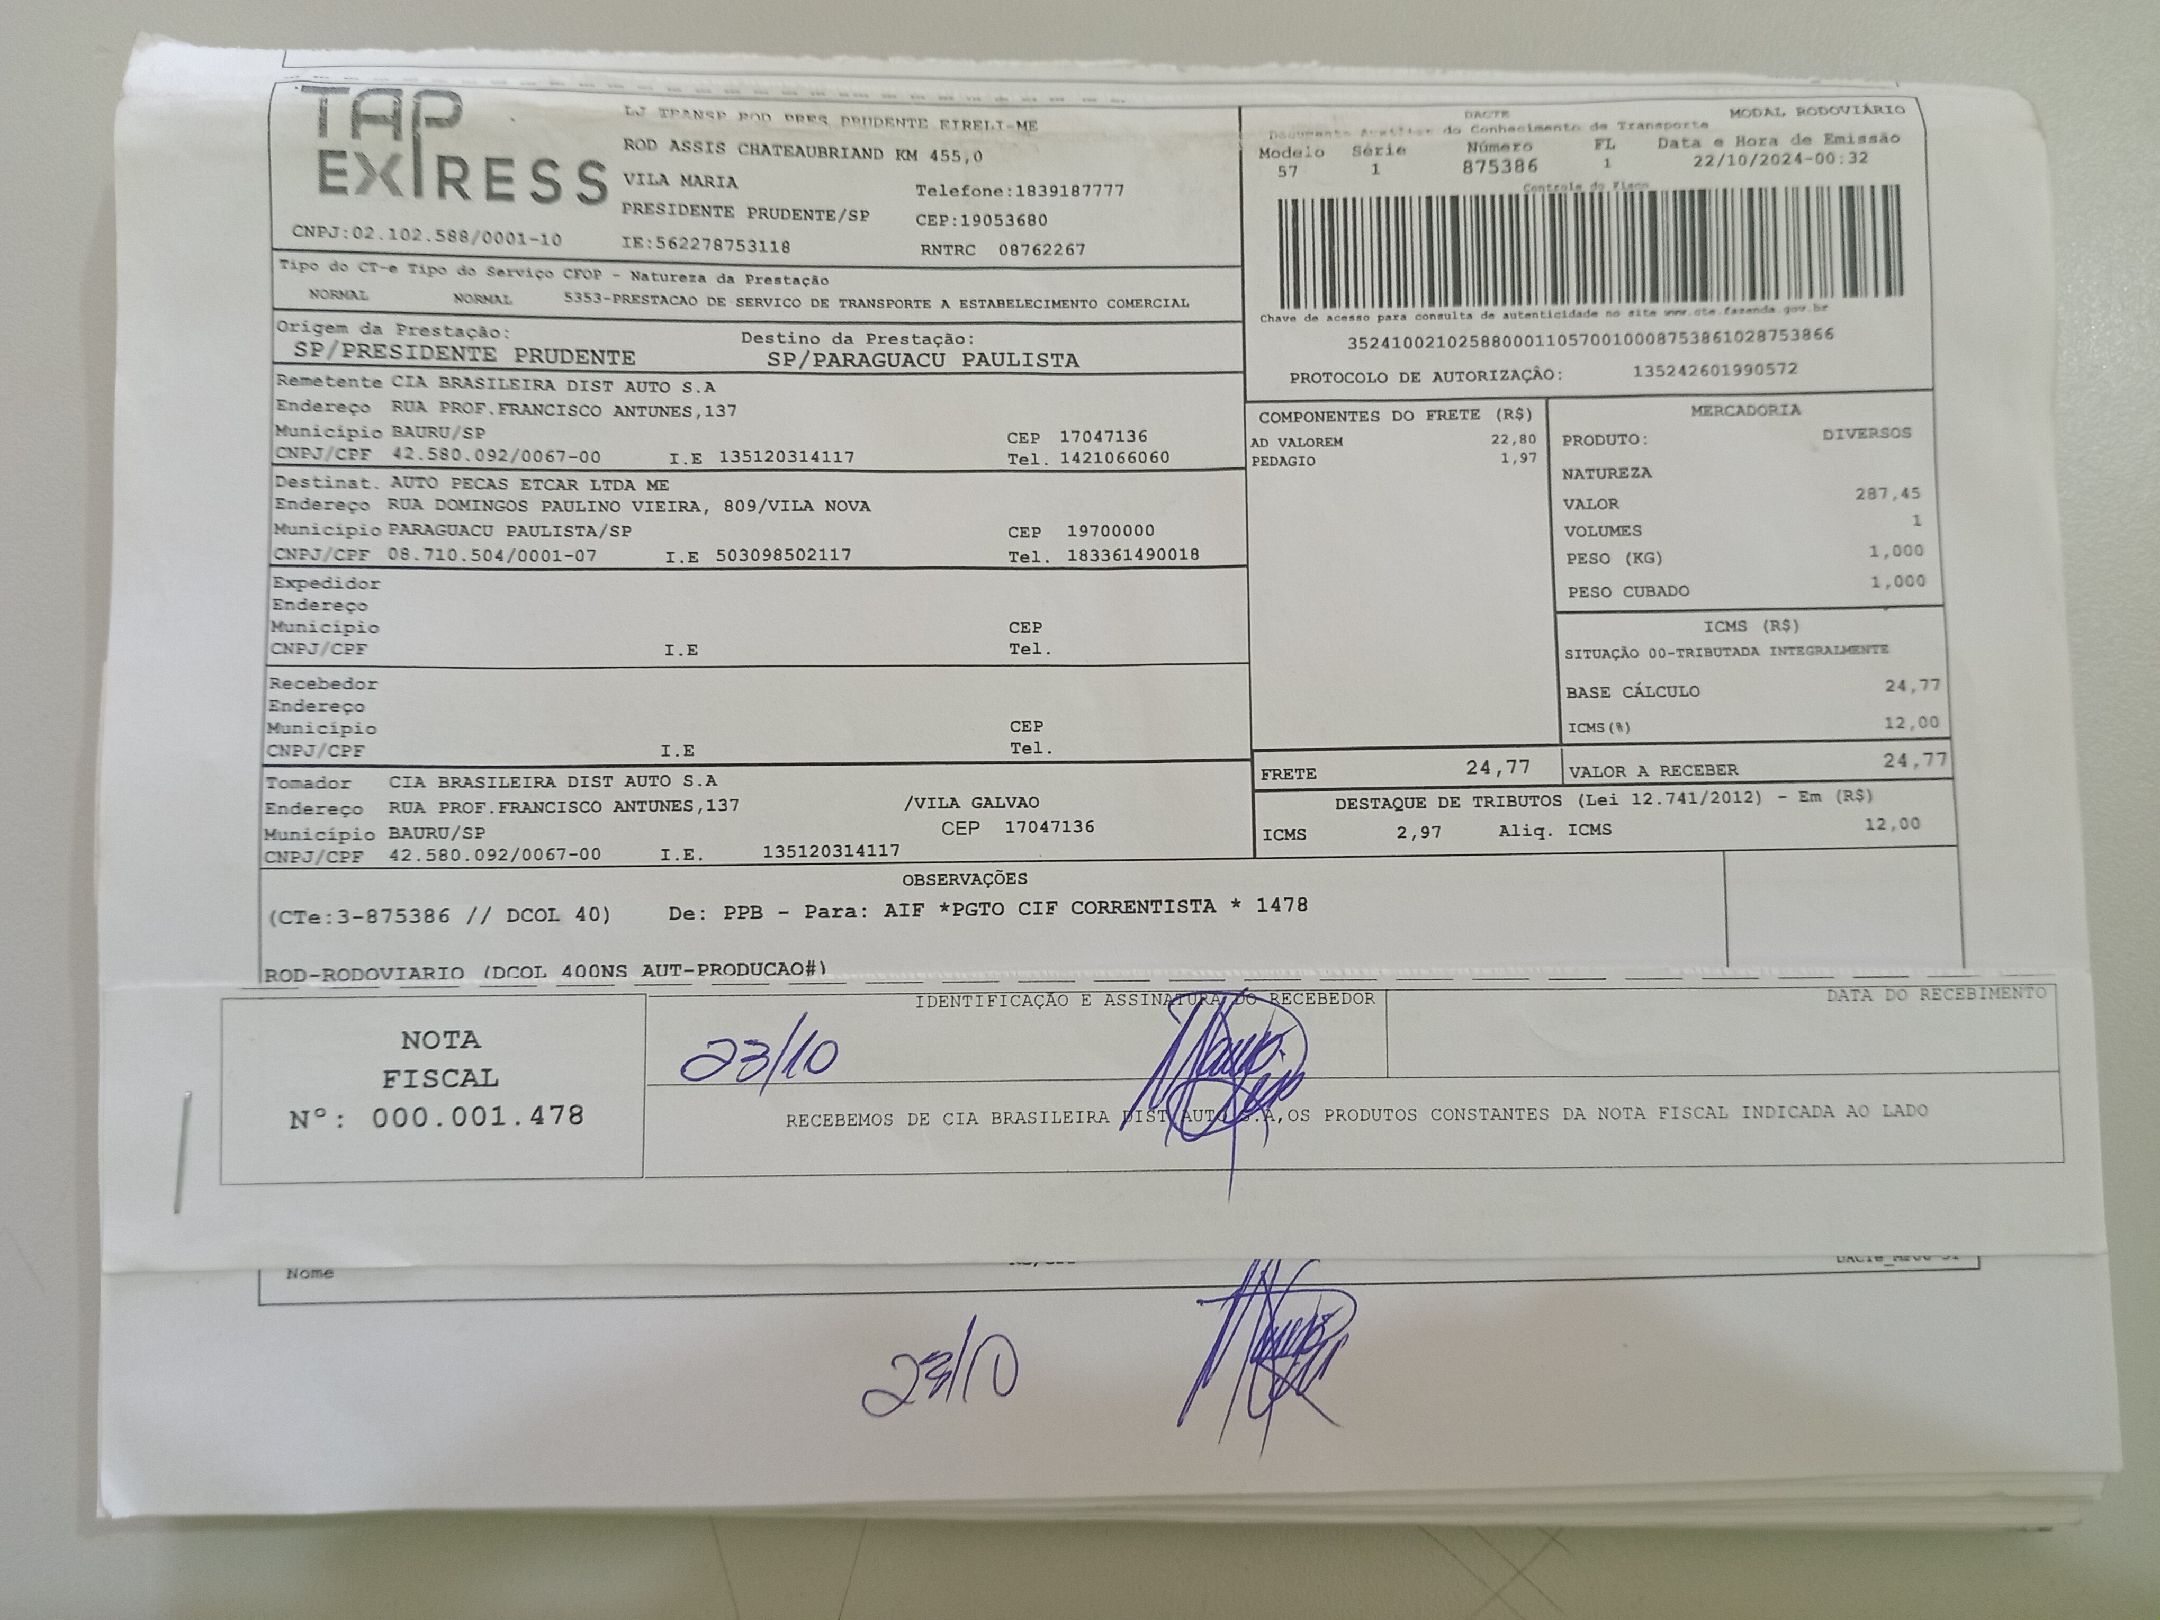 TAP
EXPRESS
CNPJ:02.102.588/0001-10
LJ TRANSP ROD PRES PRUDENTE EIRELI-ME
ROD ASSIS CHATEAUBRIAND KM 455,0
VILA MARIA Telefone:1839187777
PRESIDENTE PRUDENTE/SP CEP:19053680
IE:562278753118 RNTRC 08762267
DACTE MODAL RODOVIÁRIO
Documento Auxiliar do Conhecimento de Transporte
Modelo Série Número FL Data e Hora de Emissão
57 1 875386 1 22/10/2024-00:32
Controle do Fisco
Chave de acesso para consulta de autenticidade no site www.cte.fazenda.gov.br
35241002102588000110570010008753861028753866
PROTOCOLO DE AUTORIZAÇÃO: 135242601990572
Tipo do CT-e Tipo do Serviço CFOP - Natureza da Prestação
NORMAL NORMAL 5353-PRESTACAO DE SERVICO DE TRANSPORTE A ESTABELECIMENTO COMERCIAL
Origem da Prestação: Destino da Prestação:
SP/PRESIDENTE PRUDENTE SP/PARAGUACU PAULISTA
Remetente CIA BRASILEIRA DIST AUTO S.A
Endereço RUA PROF.FRANCISCO ANTUNES,137
Município BAURU/SP CEP 17047136
CNPJ/CPF 42.580.092/0067-00 I.E 135120314117 Tel. 1421066060
Destinat. AUTO PECAS ETCAR LTDA ME
Endereço RUA DOMINGOS PAULINO VIEIRA, 809/VILA NOVA
Município PARAGUACU PAULISTA/SP CEP 19700000
CNPJ/CPF 08.710.504/0001-07 I.E 503098502117 Tel. 183361490018
Expedidor
Endereço
Município CEP
CNPJ/CPF I.E Tel.
Recebedor
Endereço
Município CEP
CNPJ/CPF I.E Tel.
Tomador CIA BRASILEIRA DIST AUTO S.A
Endereço RUA PROF.FRANCISCO ANTUNES,137 /VILA GALVAO
Município BAURU/SP CEP 17047136
CNPJ/CPF 42.580.092/0067-00 I.E. 135120314117
COMPONENTES DO FRETE (R$)
AD VALOREM 22,80
PEDAGIO 1,97
MERCADORIA
PRODUTO: DIVERSOS
NATUREZA
VALOR 287,45
VOLUMES 1
PESO (KG) 1,000
PESO CUBADO 1,000
ICMS (R$)
SITUAÇÃO 00-TRIBUTADA INTEGRALMENTE
BASE CÁLCULO 24,77
ICMS(%) 12,00
FRETE 24,77 VALOR A RECEBER 24,77
DESTAQUE DE TRIBUTOS (Lei 12.741/2012) - Em (R$)
ICMS 2,97 Aliq. ICMS 12,00
OBSERVAÇÕES
(CTe:3-875386 // DCOL 40) De: PPB - Para: AIF *PGTO CIF CORRENTISTA * 1478
ROD-RODOVIARIO (DCOL 400NS AUT-PRODUCAO#)
NOTA
FISCAL
Nº: 000.001.478
IDENTIFICAÇÃO E ASSINATURA DO RECEBEDOR DATA DO RECEBIMENTO
23/10
RECEBEMOS DE CIA BRASILEIRA DIST AUTO S.A,OS PRODUTOS CONSTANTES DA NOTA FISCAL INDICADA AO LADO
Nome
23/10